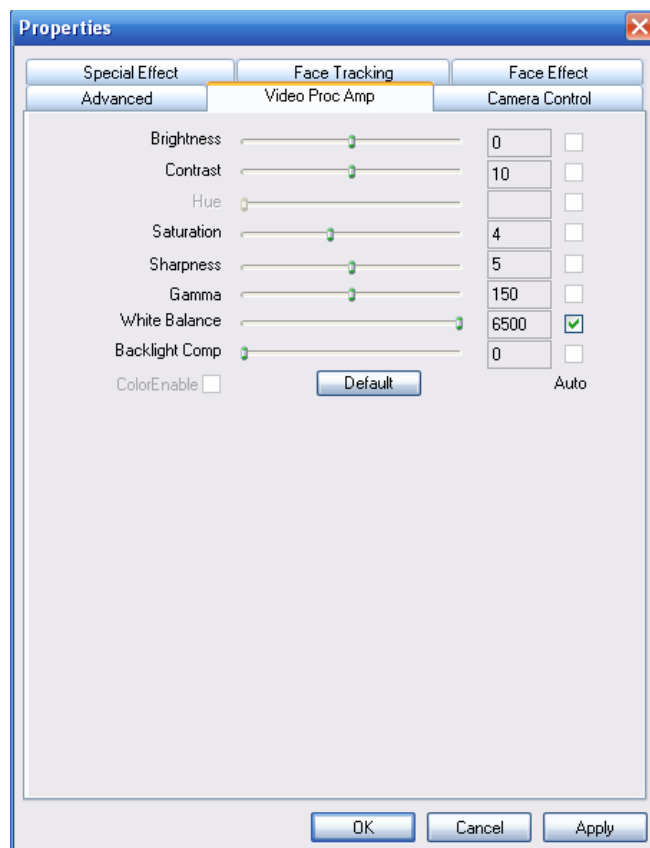 Properties
Special Effect Face Tracking Face Effect
Advanced Video Proc Amp Camera Control
Brightness 0
Contrast 10
Hue
Saturation 4
Sharpness 5
Gamma 150
White Balance 6500
Backlight Comp 0
ColorEnable Default Auto
OK Cancel Apply